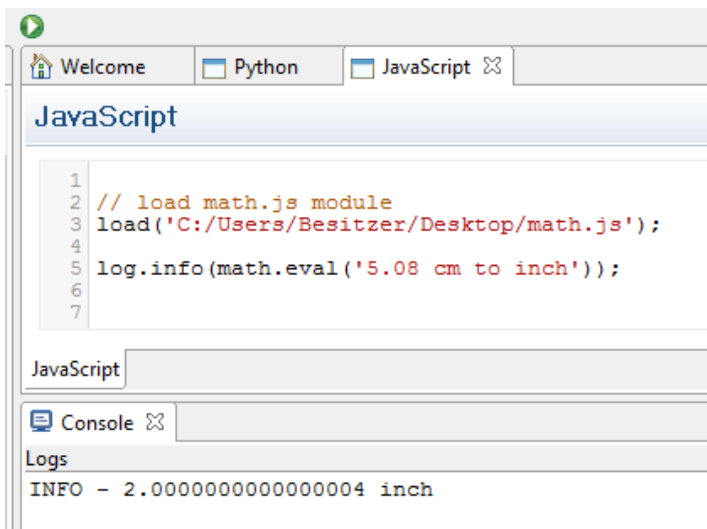 Welcome Python JavaScript
JavaScript
1
2 // load math.js module
3 load('C:/Users/Besitzer/Desktop/math.js');
4
5 log.info(math.eval('5.08 cm to inch'));
6
7
JavaScript
Console
Logs
INFO - 2.0000000000000004 inch